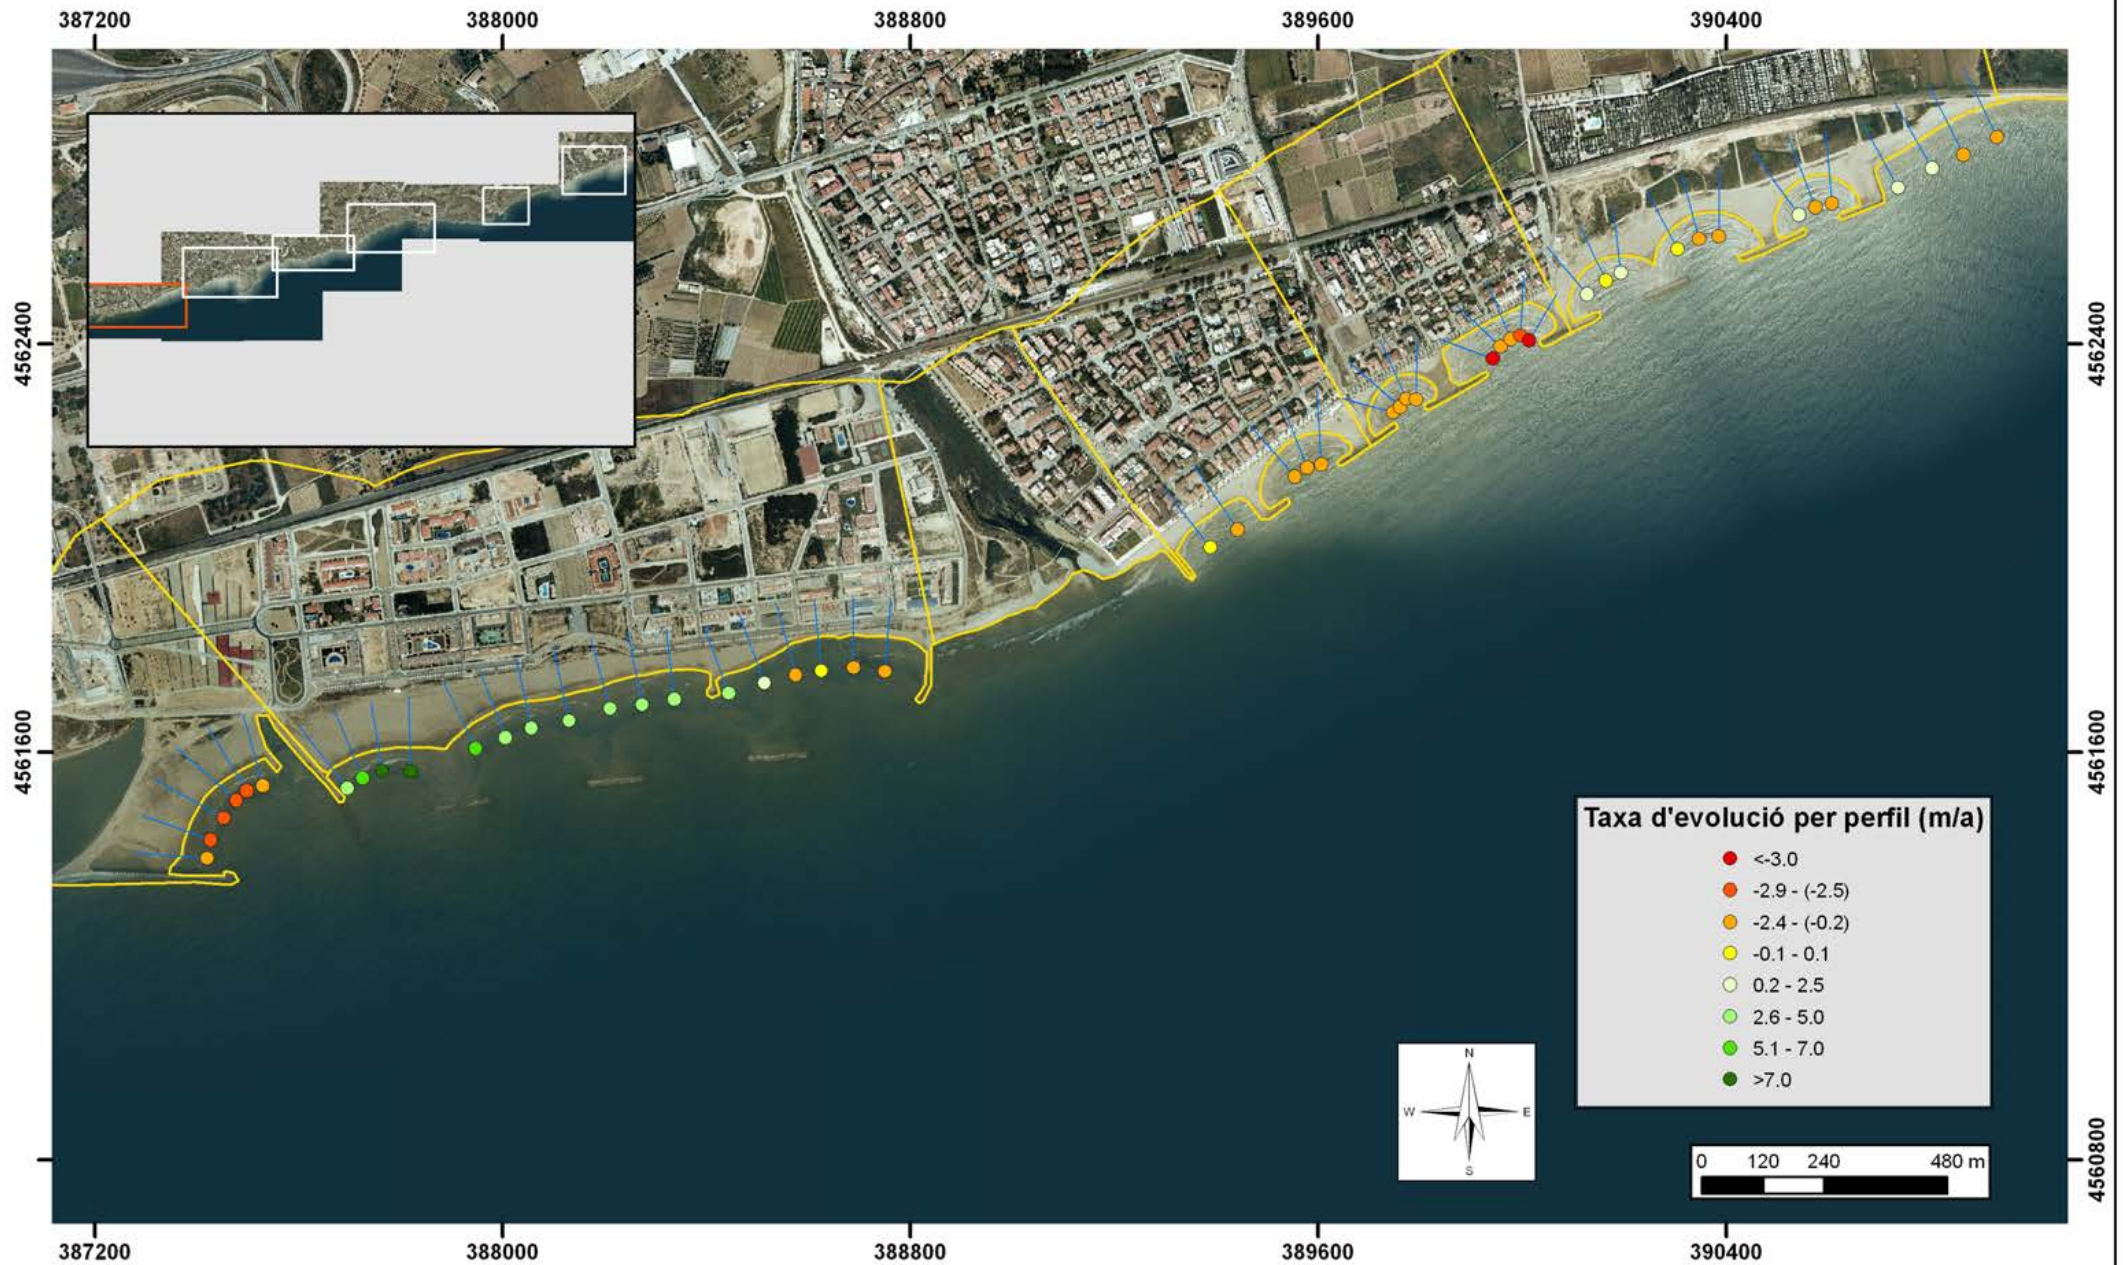 387200 388000 388800 389600 390400
4562400 4562400
4561600 4561600
Taxa d'evolució per perfil (m/a)
<-3.0
-2.9 - (-2.5)
-2.4 - (-0.2)
-0.1 - 0.1
0.2 - 2.5
2.6 - 5.0
5.1 - 7.0
>7.0
N
W E
S
0 120 240 480 m
4560800
387200 388000 388800 389600 390400